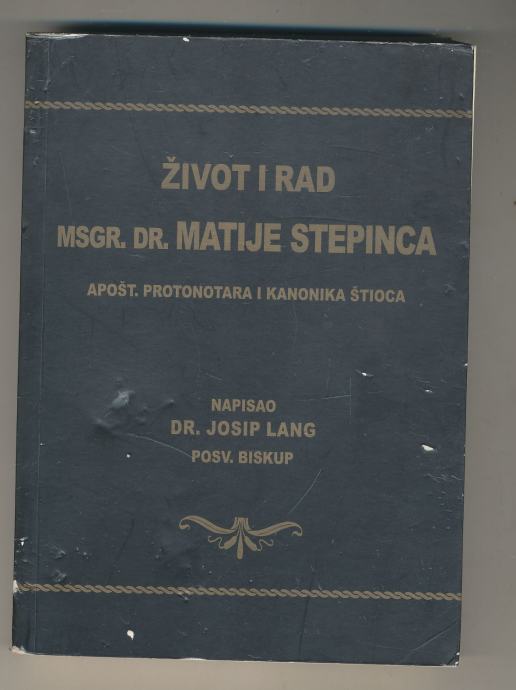 ŽIVOT I RAD
MSGR. DR. MATIJE STEPINCA
APOŠT. PROTONOTARA I KANONIKA ŠTIOCA
NAPISAO
DR. JOSIP LANG
POSV. BISKUP